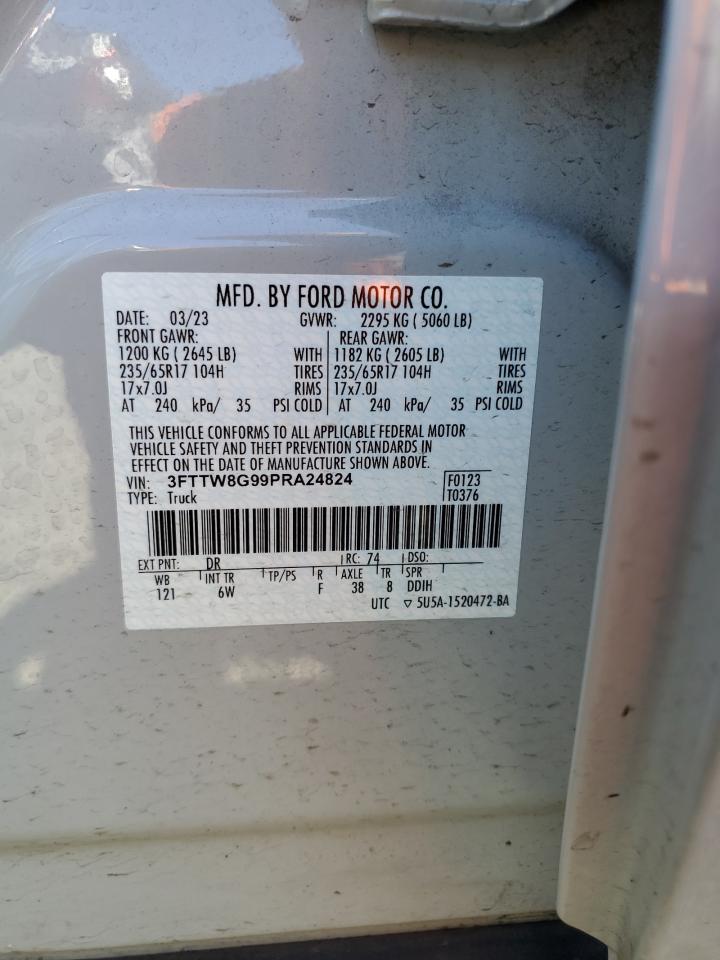 MFD. BY FORD MOTOR CO.
DATE: 03/23 GVWR: 2295 KG ( 5060 LB)
FRONT GAWR: REAR GAWR:
1200 KG ( 2645 LB) WITH 1182 KG ( 2605 LB) WITH
235/65R17 104H TIRES 235/65R17 104H TIRES
17x7.0J RIMS 17x7.0J RIMS
AT 240 kPa/ 35 PSI COLD AT 240 kPa/ 35 PSI COLD
THIS VEHICLE CONFORMS TO ALL APPLICABLE FEDERAL MOTOR
VEHICLE SAFETY AND THEFT PREVENTION STANDARDS IN
EFFECT ON THE DATE OF MANUFACTURE SHOWN ABOVE.
VIN: 3FTTW8G99PRA24824 F0123
TYPE: Truck T0376
EXT PNT: DR RC: 74 DSO:
WB INT TR TP/PS R AXLE TR SPR
121 6W F 38 8 DDIH
UTC ▽ 5U5A-1520472-BA